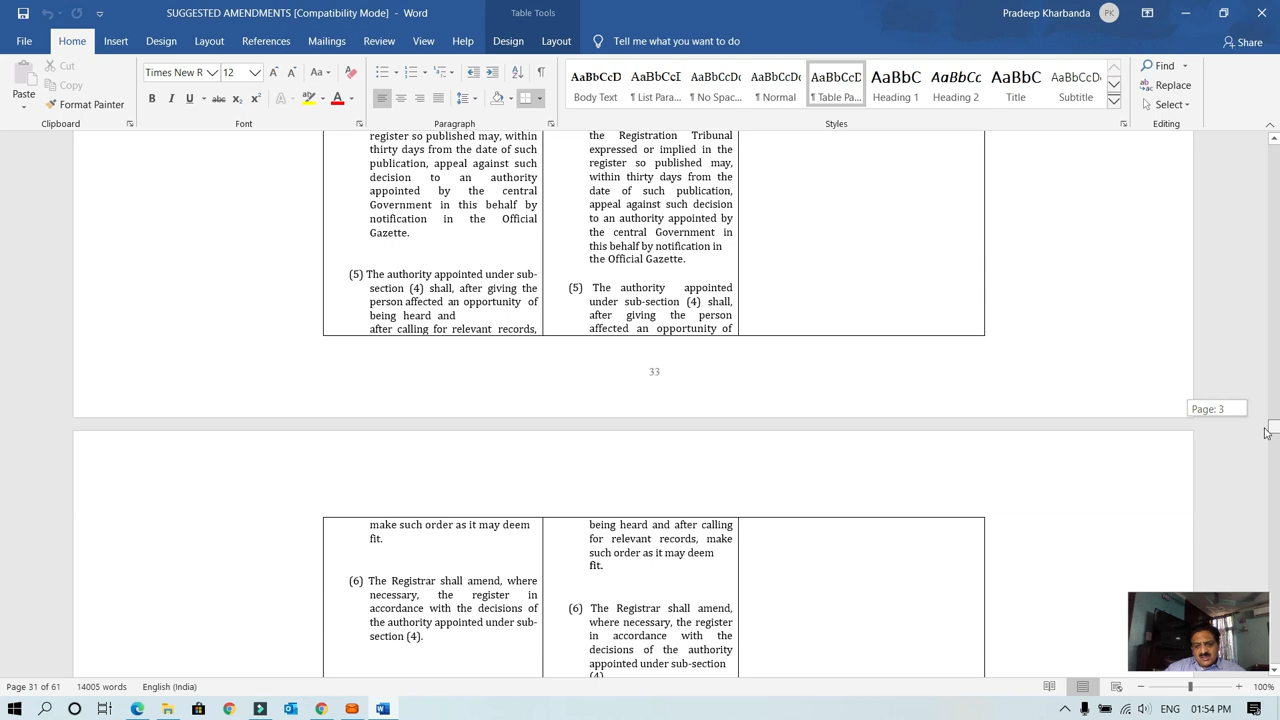 SUGGESTED AMENDMENTS [Compatibility Mode] - Word
Table Tools
Pradeep Kharbanda
PK
File
Home
Insert
Design
Layout
References
Mailings
Review
View
Help
Design
Layout
Tell me what you want to do
Share
Paste
Cut
Copy
Format Painter
Clipboard
Times New R
12
Font
Paragraph
AaBbCcD
Body Text
AaBbCcI
¶ List Para...
AaBbCcDc
¶ No Spac...
AaBbCcDc
¶ Normal
AaBbCcD
¶ Table Pa...
AaBbC
Heading 1
AaBbCc
Heading 2
AaBbC
Title
AaBbCcD
Subtitle
Styles
Find
Replace
Select
Editing
register so published may, within
thirty days from the date of such
publication, appeal against such
decision to an authority
appointed by the central
Government in this behalf by
notification in the Official
Gazette.
(5) The authority appointed under sub-
section (4) shall, after giving the
person affected an opportunity of
being heard and
after calling for relevant records,
the Registration Tribunal
expressed or implied in the
register so published may,
within thirty days from the
date of such publication,
appeal against such decision
to an authority appointed by
the central Government in
this behalf by notification in
the Official Gazette.
(5) The authority appointed
under sub-section (4) shall,
after giving the person
affected an opportunity of
33
Page: 3
make such order as it may deem
fit.
(6) The Registrar shall amend, where
necessary, the register in
accordance with the decisions of
the authority appointed under sub-
section (4).
being heard and after calling
for relevant records, make
such order as it may deem
fit.
(6) The Registrar shall amend,
where necessary, the register
in accordance with the
decisions of the authority
appointed under sub-section
(4).
Page 31 of 61
14005 words
English (India)
100%
ENG
01:54 PM